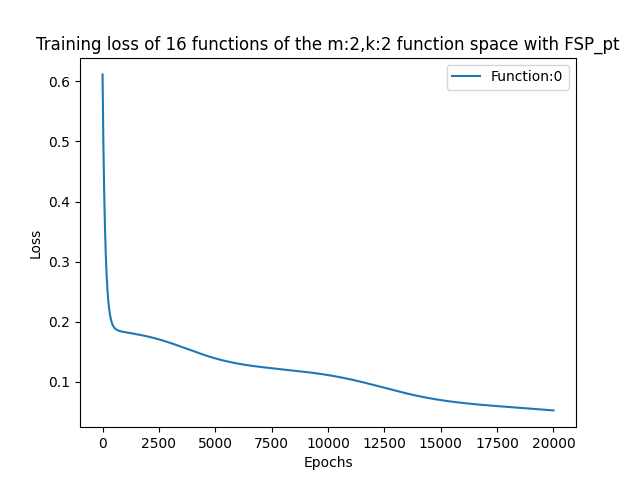 Training loss of 16 functions of the m:2,k:2 function space with FSP_pt
Function:0
0.6
0.5
0.4
0.3
0.2
0.1
Loss
0 2500 5000 7500 10000 12500 15000 17500 20000
Epochs